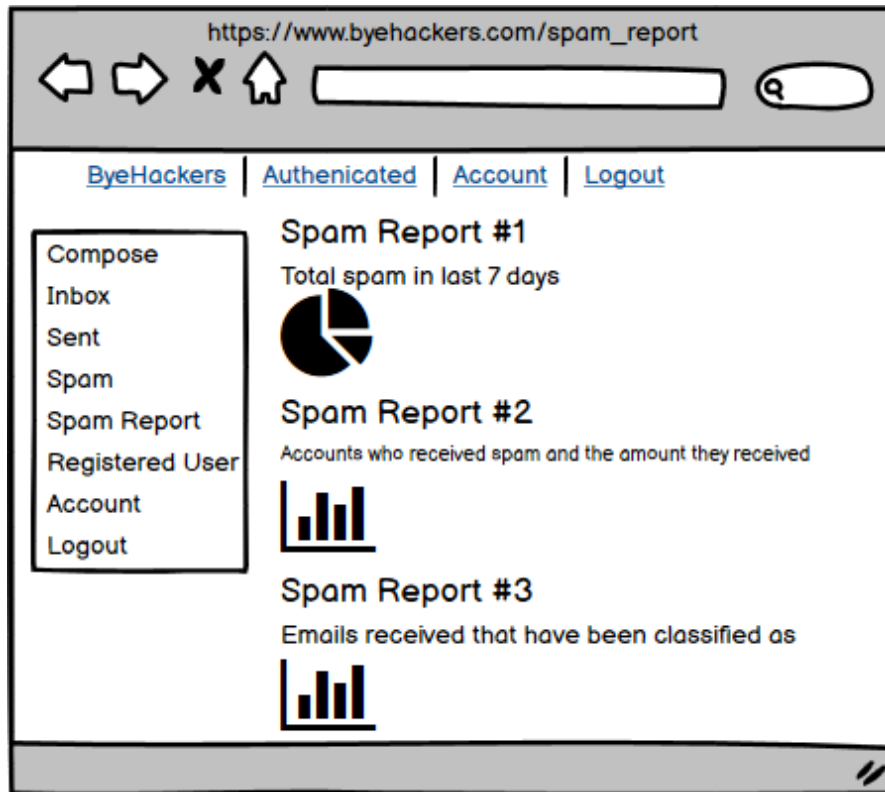 https://www.byehackers.com/spam_report
ByeHackers Authenicated Account Logout
Compose
Inbox
Sent
Spam
Spam Report
Registered User
Account
Logout
Spam Report #1
Total spam in last 7 days
Spam Report #2
Accounts who received spam and the amount they received
Spam Report #3
Emails received that have been classified as